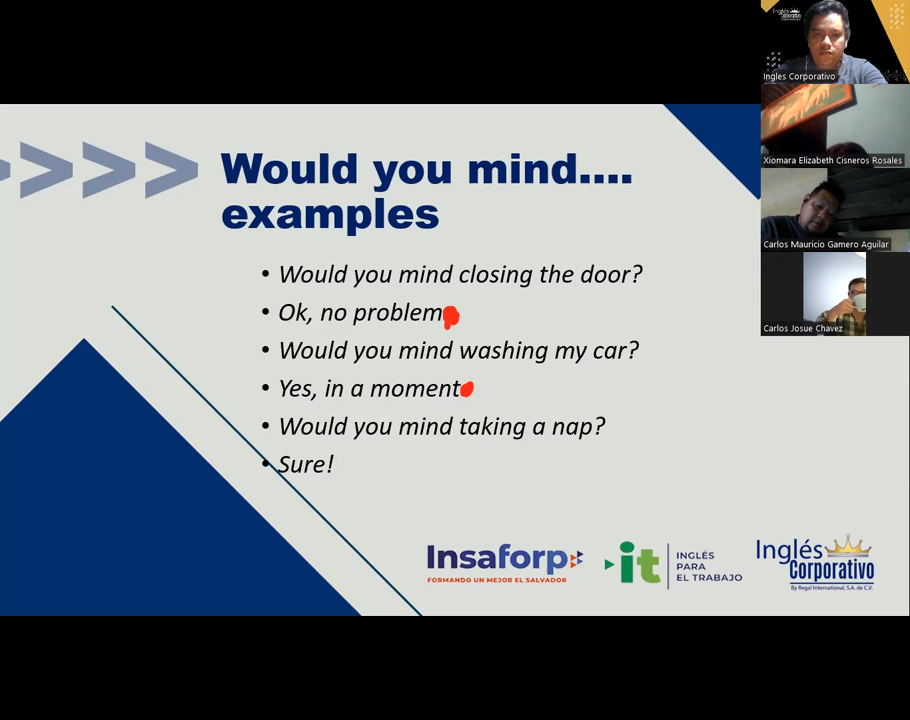 Would you mind....
examples
• Would you mind closing the door?
• Ok, no problem
• Would you mind washing my car?
• Yes, in a moment
• Would you mind taking a nap?
• Sure!
Insaforp
FORMANDO UN MEJOR EL SALVADOR
it
INGLÉS
PARA
EL TRABAJO
Inglés
Corporativo
By Regal International, S.A. de C.V.
Ingles Corporativo
Xiomara Elizabeth Cisneros Rosales
Carlos Mauricio Gamero Aguilar
Carlos Josue Chavez